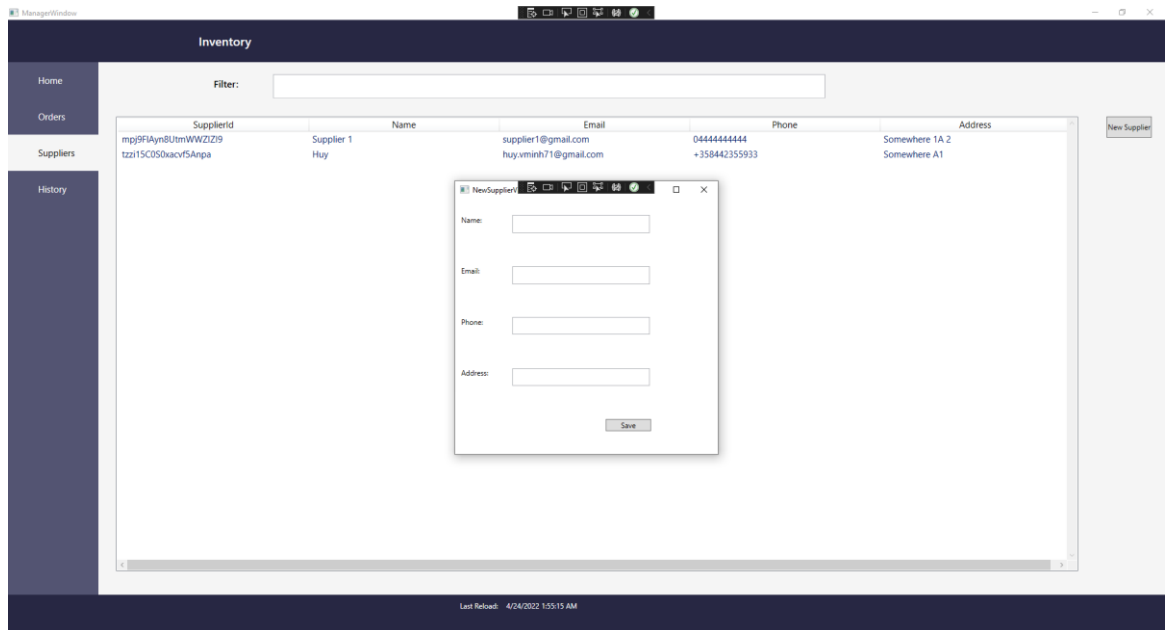 ManagerWindow
Inventory
Home
Filter:
Orders
SupplierId Name Email Phone Address
New Supplier
mpj9FlAyn8UtmWWZIZI9 Supplier 1 supplier1@gmail.com 04444444444 Somewhere 1A 2
Suppliers
tzzi15C0S0xacvf5Anpa Huy huy.vminh71@gmail.com +358442355933 Somewhere A1
History
NewSupplierV
Name:
Email:
Phone:
Address:
Save
Last Reload: 4/24/2022 1:55:15 AM